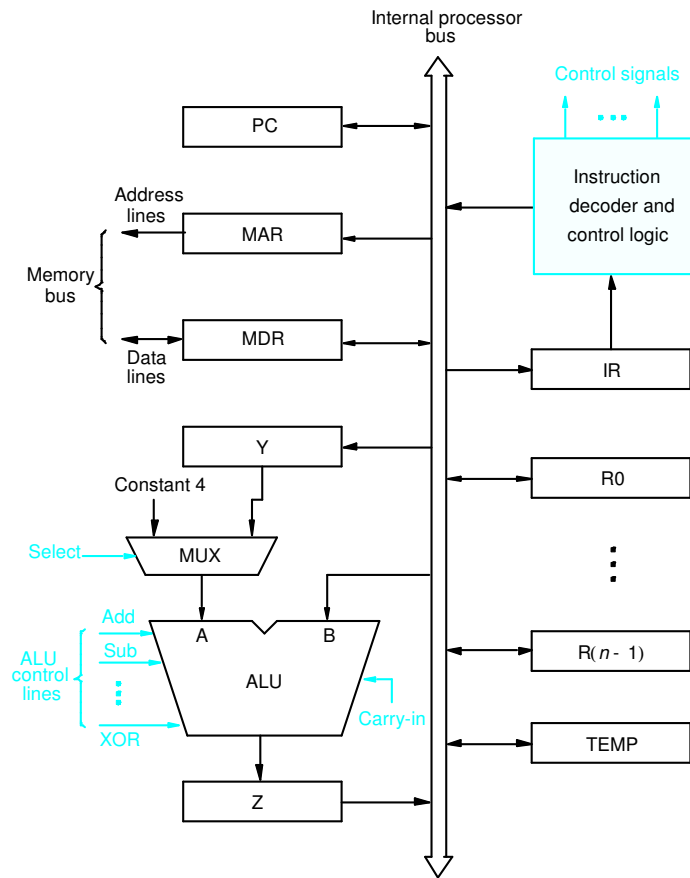 Internal processor
bus
Control signals
PC
Instruction
decoder and
control logic
Address
lines
MAR
Memory
bus
MDR
Data
lines
IR
Y
Constant 4
R0
Select
MUX
Add
A
B
Sub
ALU
control
lines
ALU
R(n - 1)
Carry-in
XOR
TEMP
Z